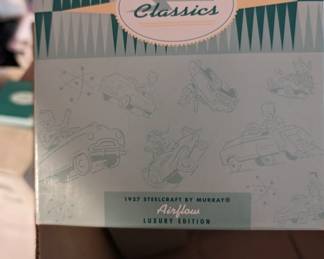 Classics
1937 STEELCRAFT BY MURRAY®
Airflow
LUXURY EDITION